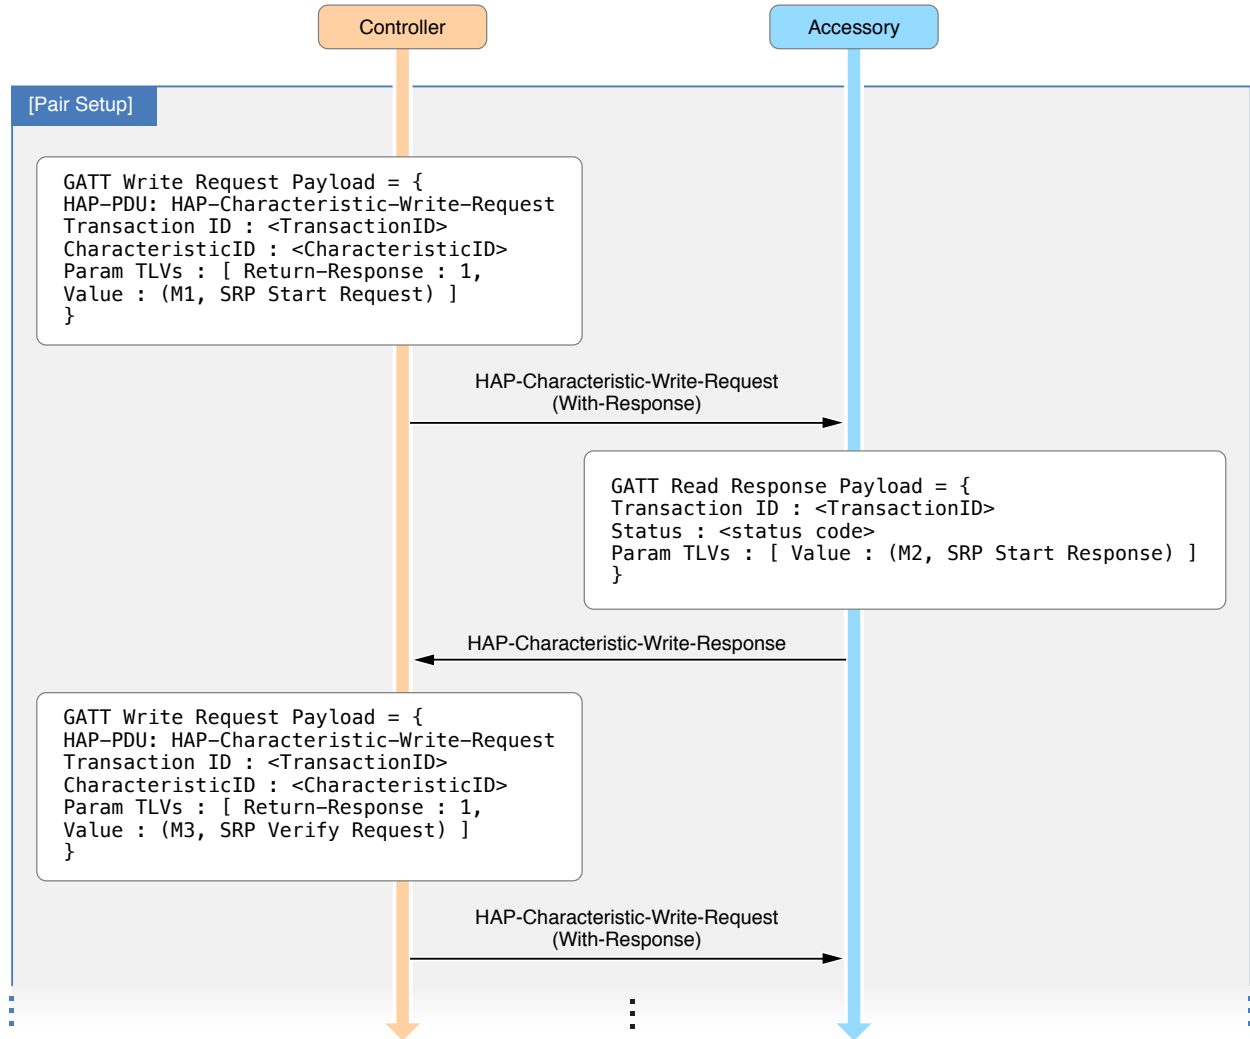 Controller
Accessory
[Pair Setup]
GATT Write Request Payload = {
HAP-PDU: HAP-Characteristic-Write-Request
Transaction ID : <TransactionID>
CharacteristicID : <CharacteristicID>
Param TLVs : [ Return-Response : 1,
Value : (M1, SRP Start Request) ]
}
HAP-Characteristic-Write-Request
(With-Response)
GATT Read Response Payload = {
Transaction ID : <TransactionID>
Status : <status code>
Param TLVs : [ Value : (M2, SRP Start Response) ]
}
HAP-Characteristic-Write-Response
GATT Write Request Payload = {
HAP-PDU: HAP-Characteristic-Write-Request
Transaction ID : <TransactionID>
CharacteristicID : <CharacteristicID>
Param TLVs : [ Return-Response : 1,
Value : (M3, SRP Verify Request) ]
}
HAP-Characteristic-Write-Request
(With-Response)